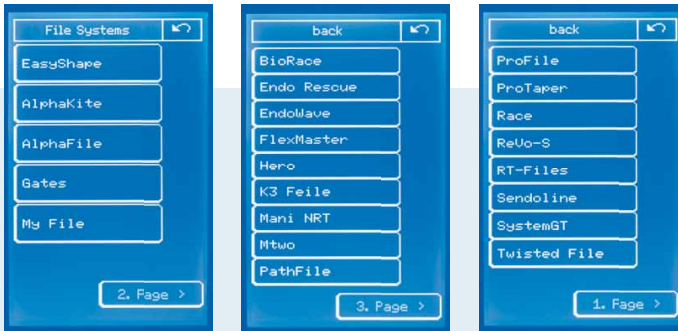 File Systems
EasyShape
AlphaKite
AlphaFile
Gates
My File
2. Page >
back
BioRace
Endo Rescue
EndoWave
FlexMaster
Hero
K3 Feile
Mani NRT
Mtwo
PathFile
3. Page >
back
ProFile
ProTaper
Race
ReVo-S
RT-Files
Sendoline
SystemGT
Twisted File
1. Page >